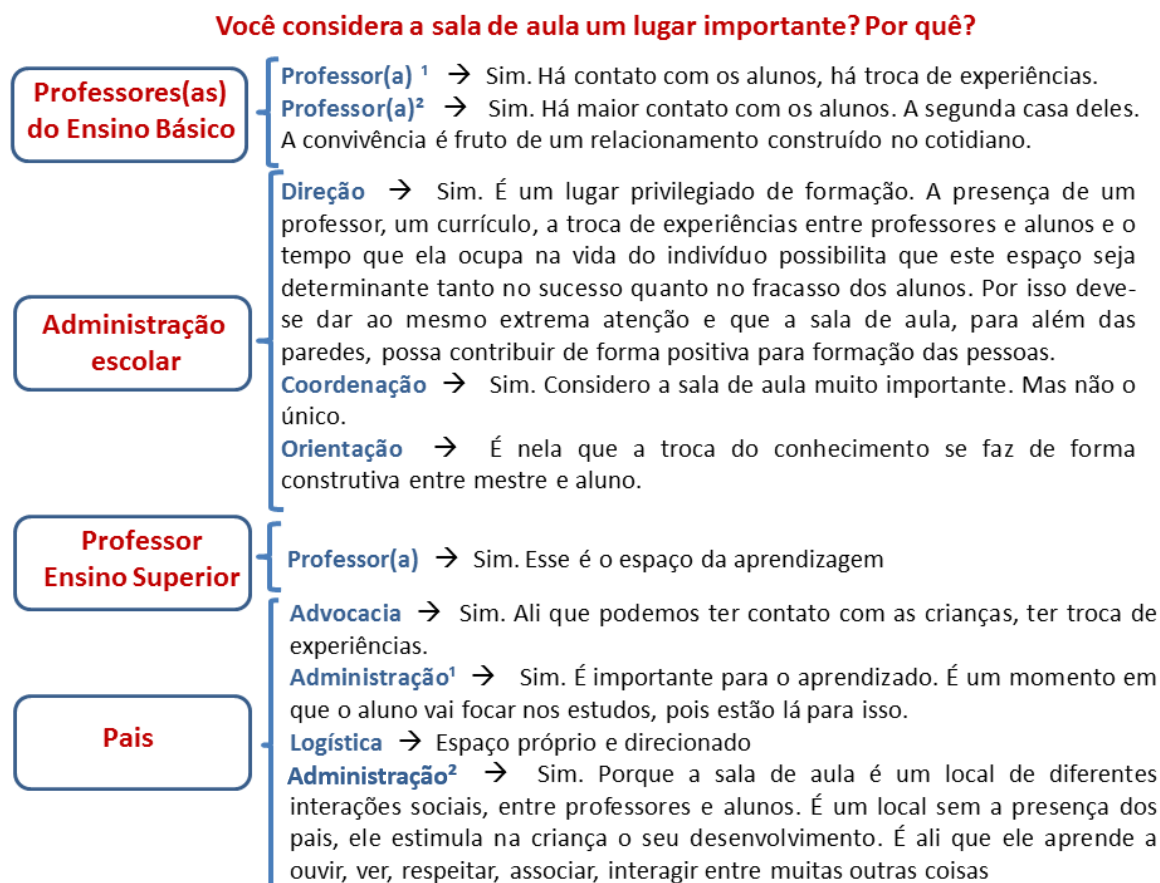 Você considera a sala de aula um lugar importante? Por quê?
Professores(as)
do Ensino Básico
Professor(a) ¹ → Sim. Há contato com os alunos, há troca de experiências.
Professor(a)² → Sim. Há maior contato com os alunos. A segunda casa deles.
A convivência é fruto de um relacionamento construído no cotidiano.
Administração
escolar
Direção → Sim. É um lugar privilegiado de formação. A presença de um
professor, um currículo, a troca de experiências entre professores e alunos e o
tempo que ela ocupa na vida do indivíduo possibilita que este espaço seja
determinante tanto no sucesso quanto no fracasso dos alunos. Por isso deve-
se dar ao mesmo extrema atenção e que a sala de aula, para além das
paredes, possa contribuir de forma positiva para formação das pessoas.
Coordenação → Sim. Considero a sala de aula muito importante. Mas não o
único.
Orientação → É nela que a troca do conhecimento se faz de forma
construtiva entre mestre e aluno.
Professor
Ensino Superior
Professor(a) → Sim. Esse é o espaço da aprendizagem
Pais
Advocacia → Sim. Ali que podemos ter contato com as crianças, ter troca de
experiências.
Administração¹ → Sim. É importante para o aprendizado. É um momento em
que o aluno vai focar nos estudos, pois estão lá para isso.
Logística → Espaço próprio e direcionado
Administração² → Sim. Porque a sala de aula é um local de diferentes
interações sociais, entre professores e alunos. É um local sem a presença dos
pais, ele estimula na criança o seu desenvolvimento. É ali que ele aprende a
ouvir, ver, respeitar, associar, interagir entre muitas outras coisas